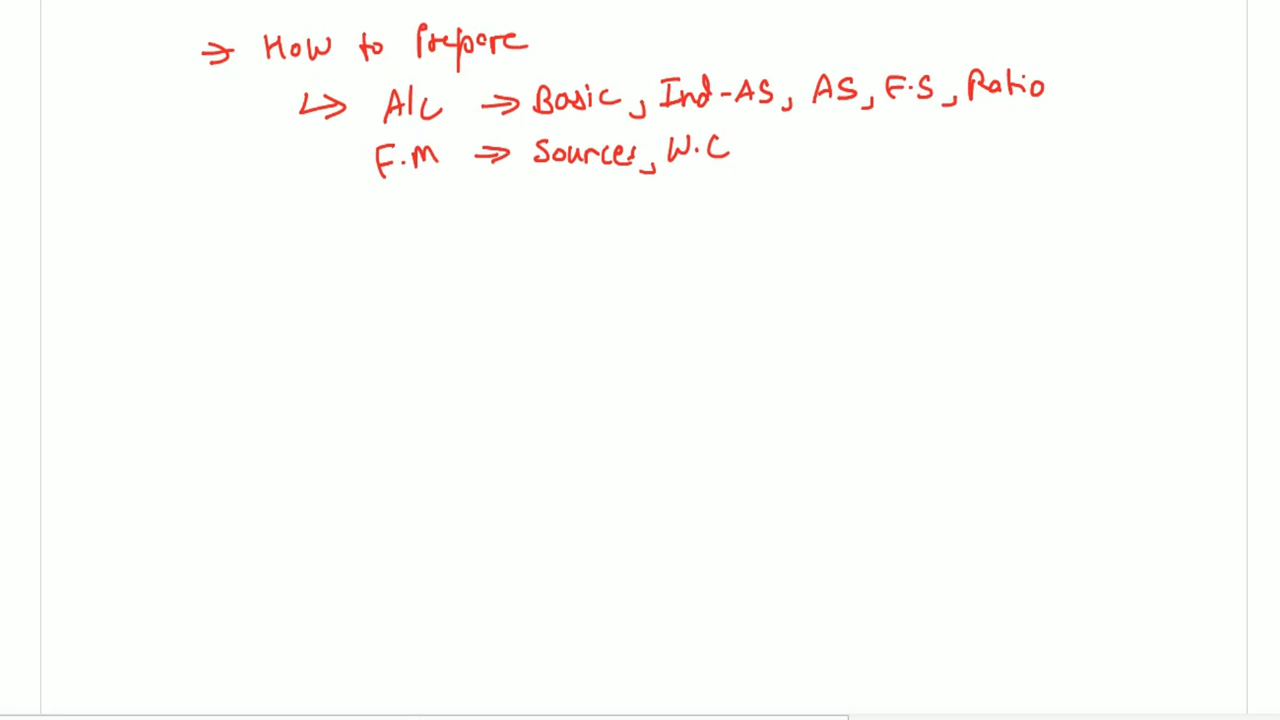 ⇒ How to Prepare
↳ A/c → Basic, Ind-AS, AS, F.S, Ratio
F.M ⇒ Sources, W.C